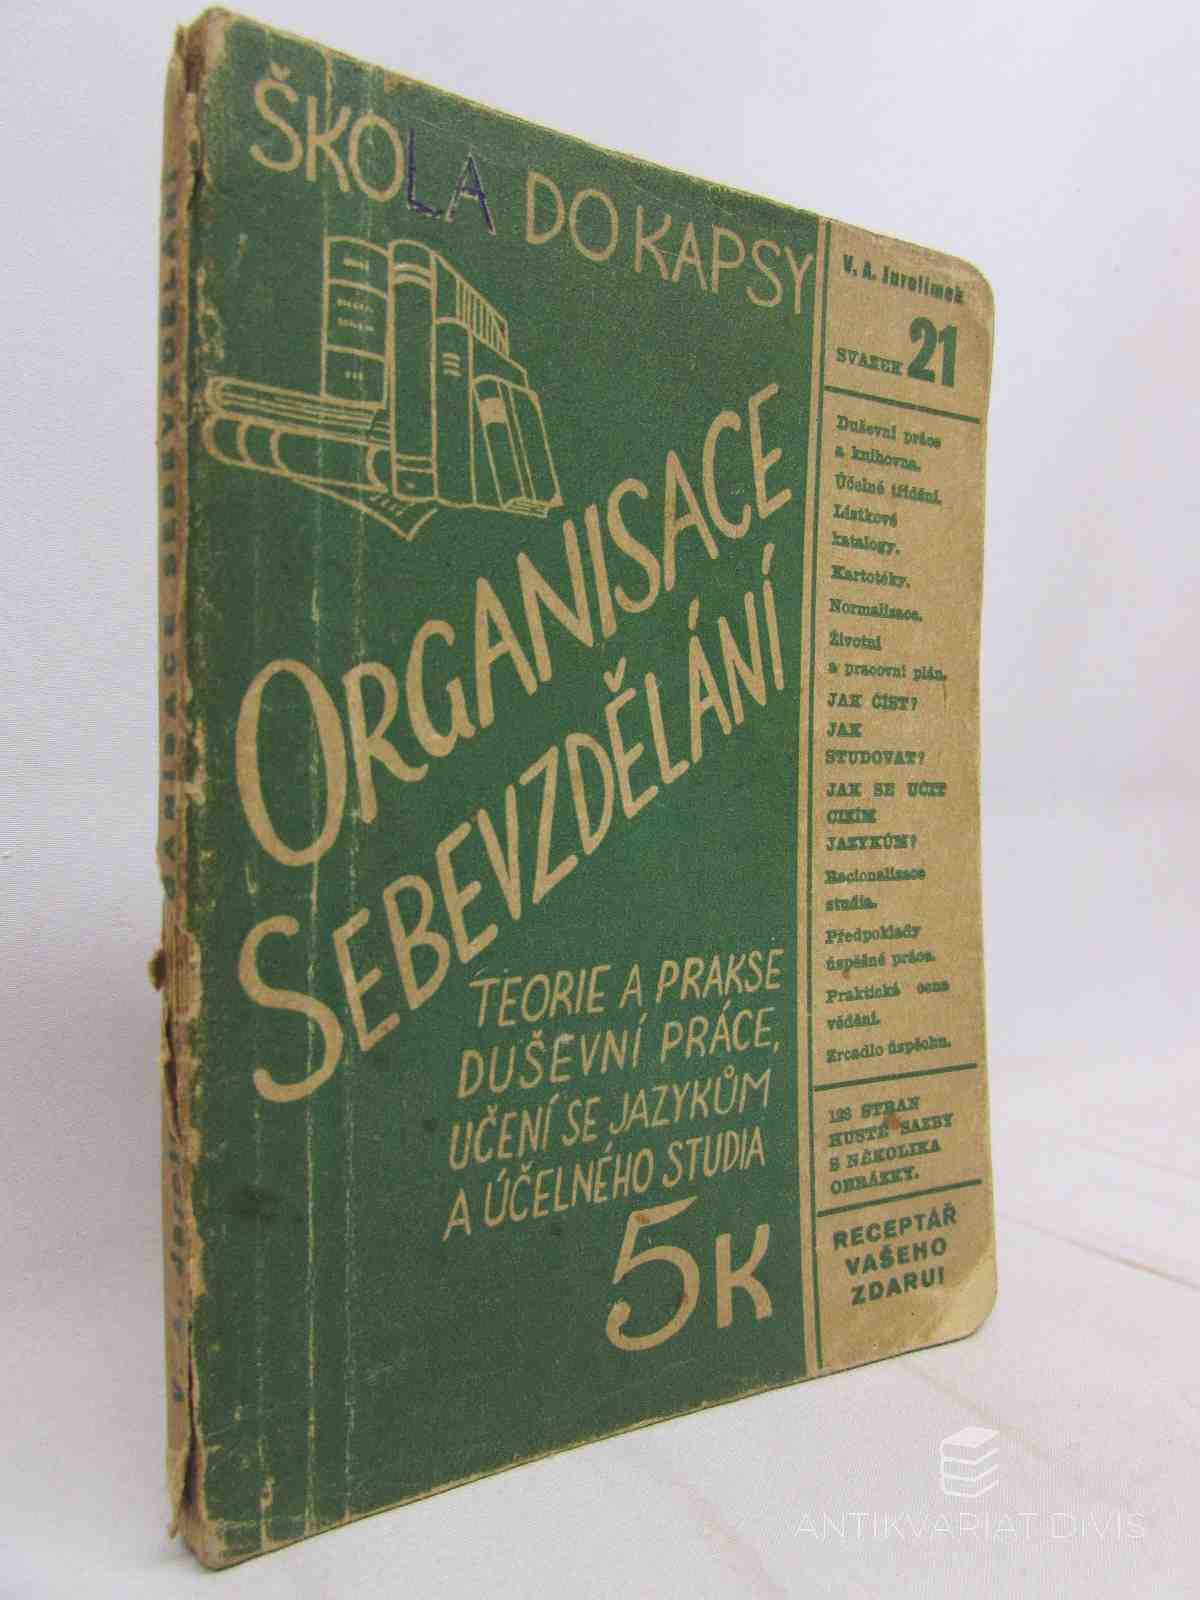 ŠKOLA DO KAPSY
ORGANISACE
SEBEVZDĚLÁNÍ
TEORIE A PRAKSE
DUŠEVNÍ PRÁCE,
UČENÍ SE JAZYKŮM
A ÚČELNÉHO STUDIA
5K
V. A. Jarolímek
SVAZEK 21
Duševní práce
a knihovna.
Účelné třídění.
Lístkové
katalogy.
Kartotéky.
Normalisace.
Životní
a pracovní plán.
JAK ČÍST?
JAK
STUDOVAT?
JAK SE UČIT
CIZÍM
JAZYKŮM?
Racionalisace
studia.
Předpoklady
úspěšné práce.
Praktická cena
vědění.
Zrcadlo úspěchu.
128 STRAN
HUSTÉ SAZBY
S NĚKOLIKA
OBRÁZKY.
RECEPTÁŘ
VAŠEHO
ZDARU!
ANTIKVARIAT DIVIS